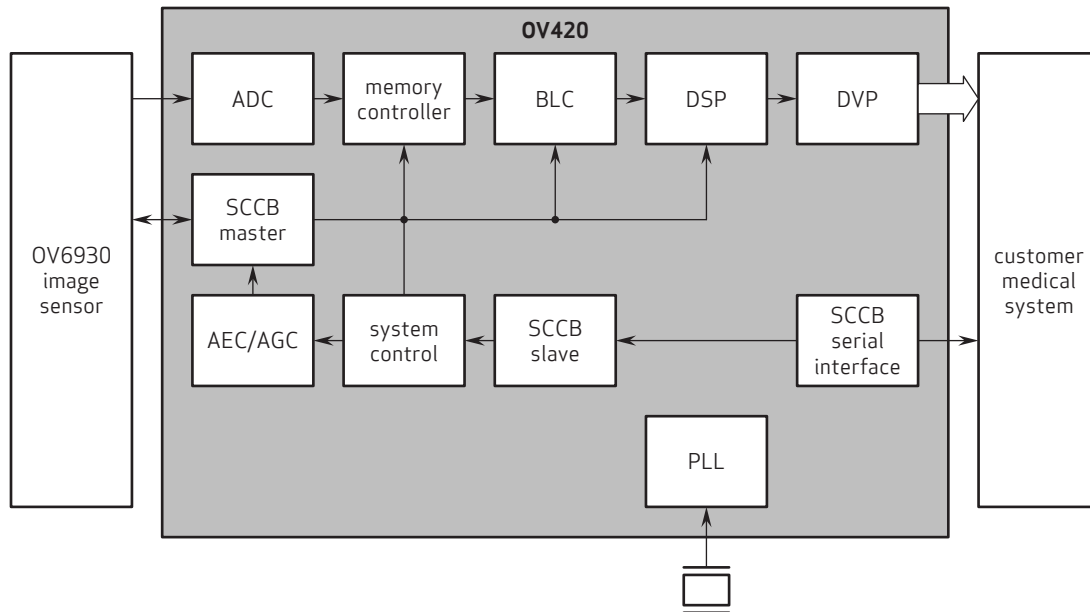 OV420
OV6930
image
sensor
ADC
memory
controller
BLC
DSP
DVP
SCCB
master
AEC/AGC
system
control
SCCB
slave
SCCB
serial
interface
PLL
customer
medical
system